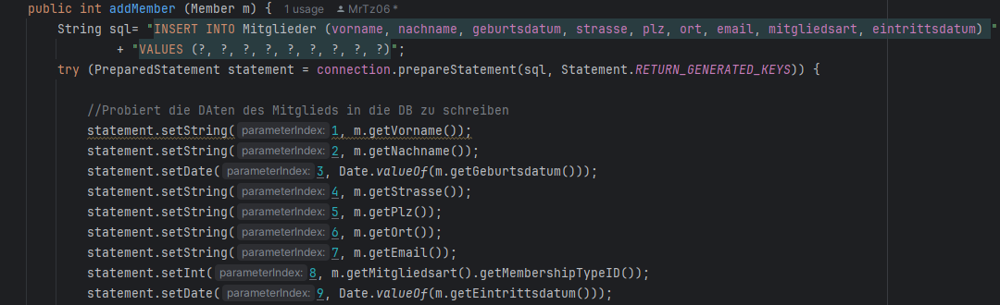 public int addMember (Member m) { 1 usage MrTz06 *
String sql= "INSERT INTO Mitglieder (vorname, nachname, geburtsdatum, strasse, plz, ort, email, mitgliedsart, eintrittsdatum) "
+ "VALUES (?, ?, ?, ?, ?, ?, ?, ?, ?)";
try (PreparedStatement statement = connection.prepareStatement(sql, Statement.RETURN_GENERATED_KEYS)) {
//Probiert die DAten des Mitglieds in die DB zu schreiben
statement.setString( parameterIndex: 1, m.getVorname());
statement.setString( parameterIndex: 2, m.getNachname());
statement.setDate( parameterIndex: 3, Date.valueOf(m.getGeburtsdatum()));
statement.setString( parameterIndex: 4, m.getStrasse());
statement.setString( parameterIndex: 5, m.getPlz());
statement.setString( parameterIndex: 6, m.getOrt());
statement.setString( parameterIndex: 7, m.getEmail());
statement.setInt( parameterIndex: 8, m.getMitgliedsart().getMembershipTypeID());
statement.setDate( parameterIndex: 9, Date.valueOf(m.getEintrittsdatum()));